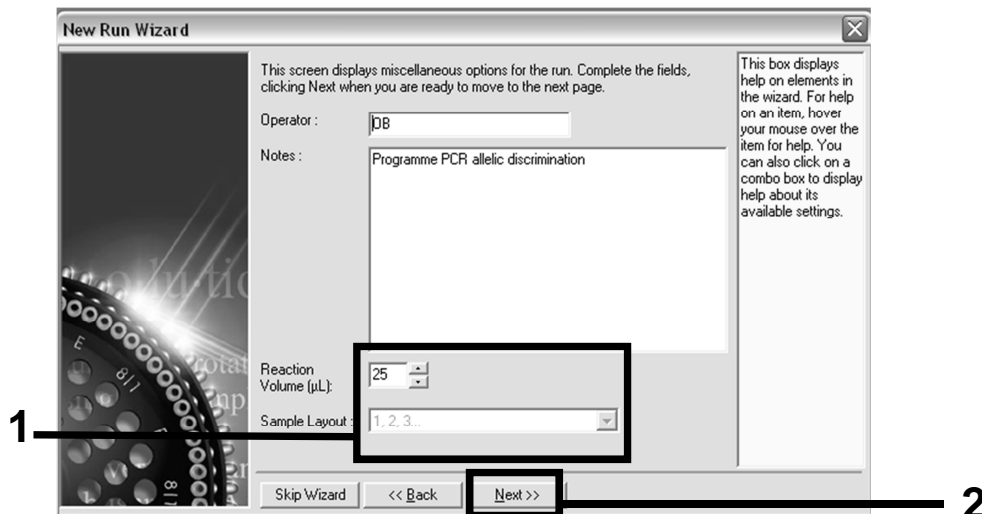 New Run Wizard
This screen displays miscellaneous options for the run. Complete the fields,
clicking Next when you are ready to move to the next page.
Operator :
OB
Notes :
Programme PCR allelic discrimination
Reaction
Volume (µL):
25
Sample Layout :
1, 2, 3...
Skip Wizard
<< Back
Next >>
This box displays
help on elements in
the wizard. For help
on an item, hover
your mouse over the
item for help. You
can also click on a
combo box to display
help about its
available settings.
1
2